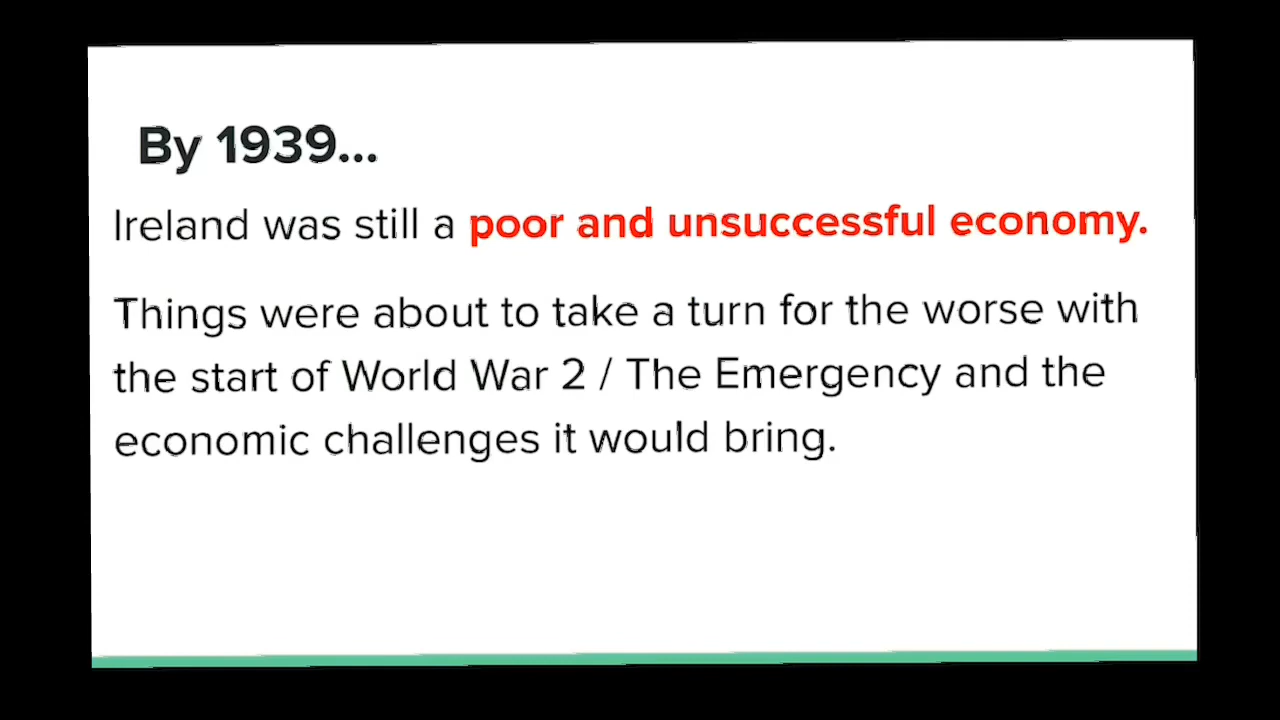 By 1939...
Ireland was still a poor and unsuccessful economy.
Things were about to take a turn for the worse with
the start of World War 2 / The Emergency and the
economic challenges it would bring.